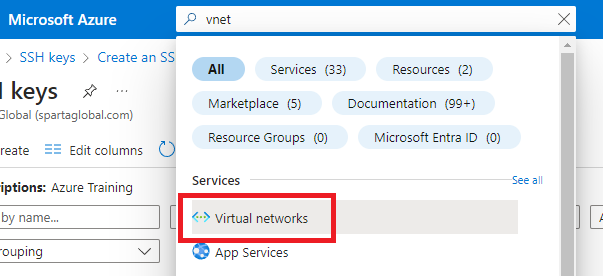 Microsoft Azure
vnet
SSH keys
Create an SS
keys
Global (spartaglobal.com)
reate
Edit columns
riptions: Azure Training
by name...
rouping
All
Services (33)
Resources (2)
Marketplace (5)
Documentation (99+)
Resource Groups (0)
Microsoft Entra ID (0)
Services
See all
Virtual networks
App Services